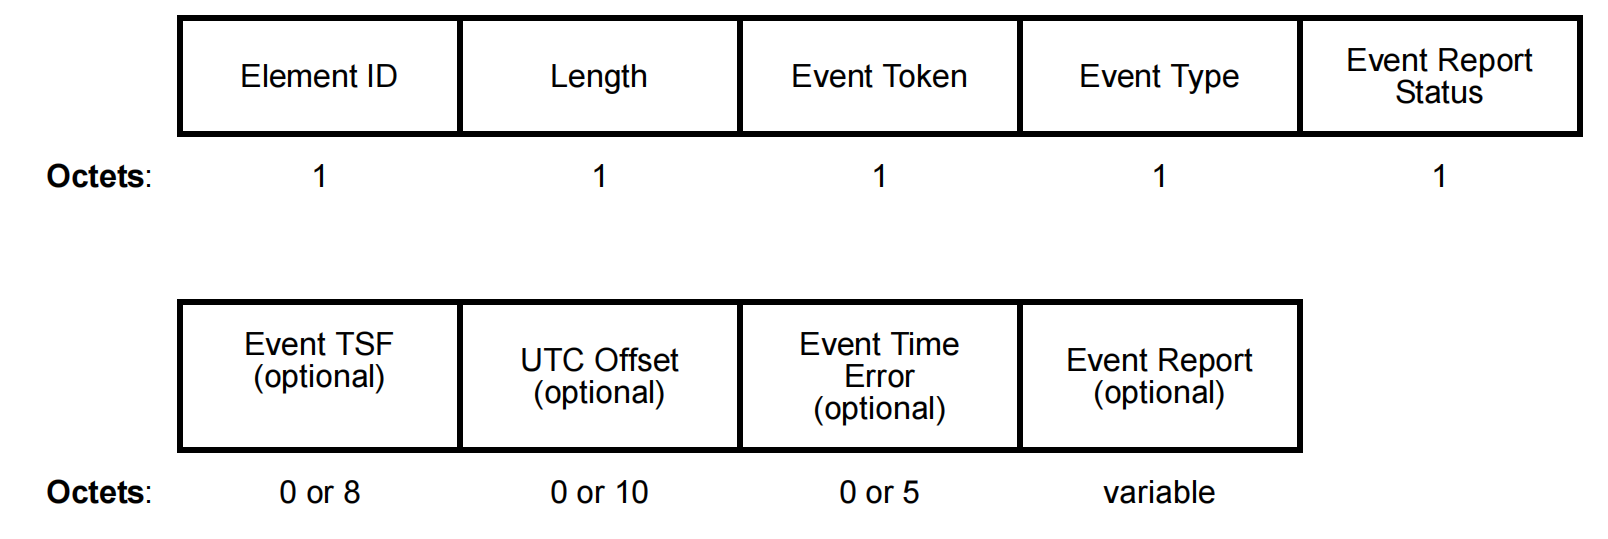 Element ID
Length
Event Token
Event Type
Event Report
Status
Octets:
1
1
1
1
1
Event TSF
(optional)
UTC Offset
(optional)
Event Time
Error
(optional)
Event Report
(optional)
Octets:
0 or 8
0 or 10
0 or 5
variable